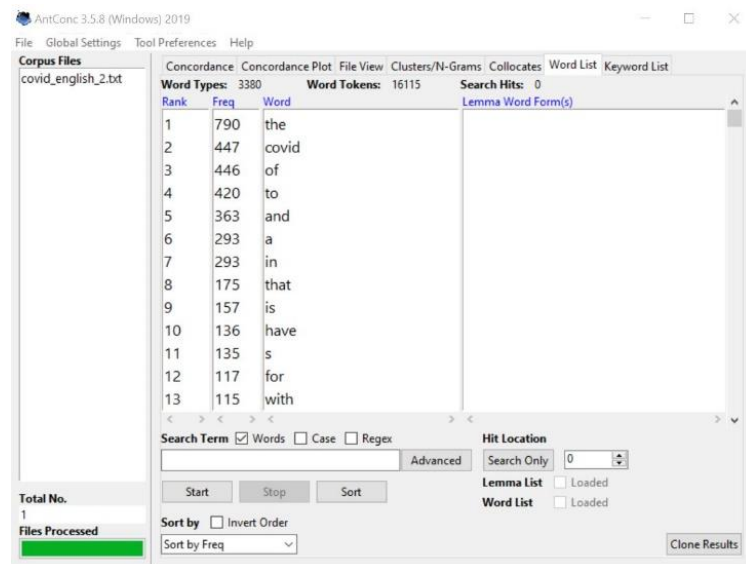 AntConc 3.5.8 (Windows) 2019
File Global Settings Tool Preferences Help
Corpus Files
covid_english_2.txt
Concordance Concordance Plot File View Clusters/N-Grams Collocates Word List Keyword List
Word Types: 3380 Word Tokens: 16115 Search Hits: 0
Rank Freq Word Lemma Word Form(s)
1 790 the
2 447 covid
3 446 of
4 420 to
5 363 and
6 293 a
7 293 in
8 175 that
9 157 is
10 136 have
11 135 s
12 117 for
13 115 with
Search Term Words Case Regex Hit Location
Advanced Search Only 0
Start Stop Sort Lemma List Loaded
Word List Loaded
Total No.
1
Files Processed
Sort by Invert Order
Sort by Freq Clone Results